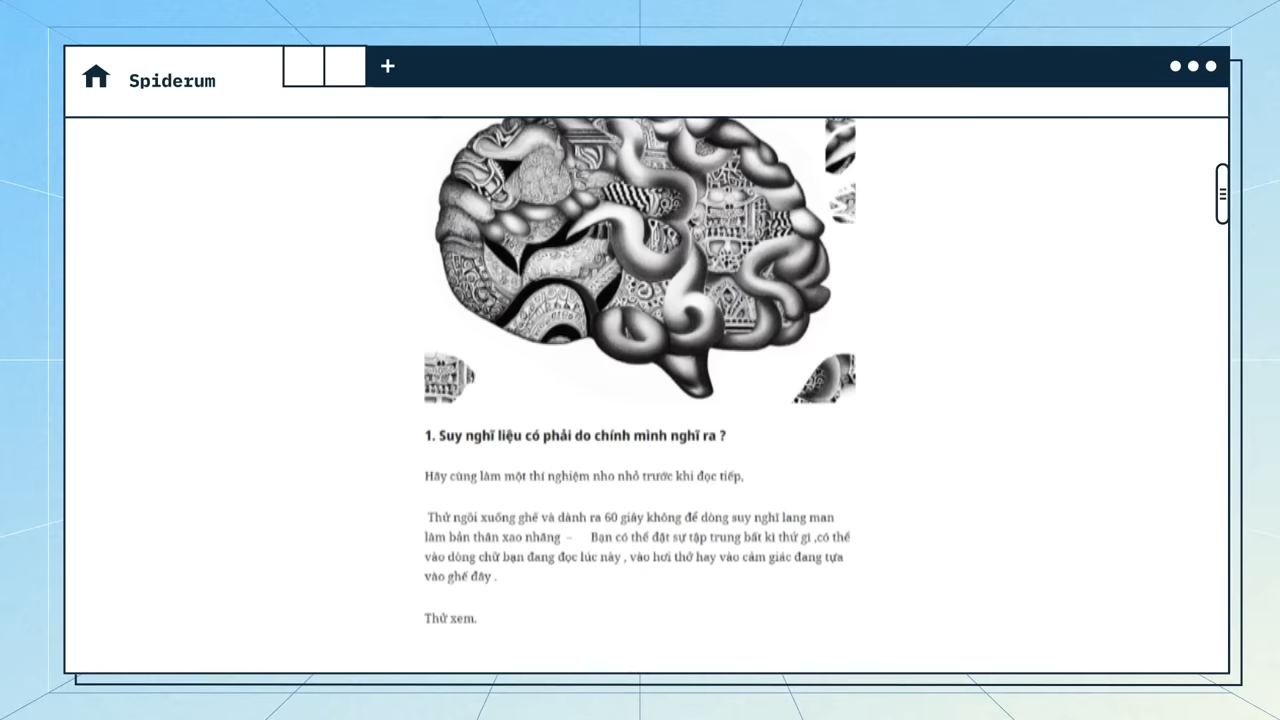 Spiderum
1. Suy nghĩ liệu có phải do chính mình nghĩ ra ?
Hãy cùng làm một thí nghiệm nho nhỏ trước khi đọc tiếp,
Thử ngồi xuống ghế và dành ra 60 giây không để dòng suy nghĩ lang man
làm bản thân xao nhãng – Bạn có thể đặt sự tập trung bất kì thứ gì ,có thể
vào dòng chữ bạn đang đọc lúc này , vào hơi thở hay vào cảm giác đang tựa
vào ghế đây .
Thử xem.